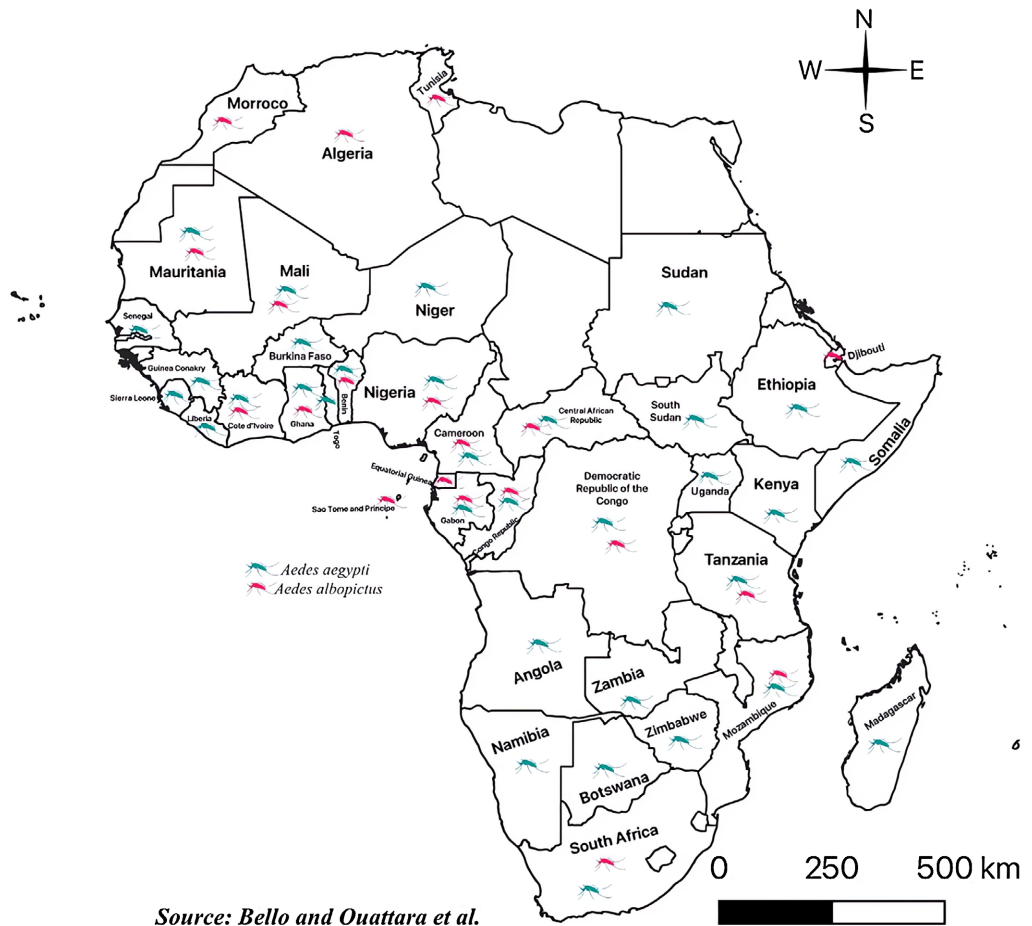 N
W E
S
Tunisia
Morroco
Algeria
Mauritania
Mali
Niger
Sudan
Senegal
Burkina Faso
Guinea Conakry
Djibouti
Sierra Leone
Liberia
Cote d'Ivoire
Ghana
Togo
Benin
Nigeria
Cameroon
Central African
Republic
South
Sudan
Ethiopia
Somalia
Equatorial Guinea
Sao Tome and Principe
Gabon
Congo Republic
Democratic
Republic of the
Congo
Uganda
Kenya
Tanzania
Aedes aegypti
Aedes albopictus
Angola
Zambia
Mozambique
Madagascar
Namibia
Zimbabwe
Botswana
South Africa
0 250 500 km
Source: Bello and Ouattara et al.